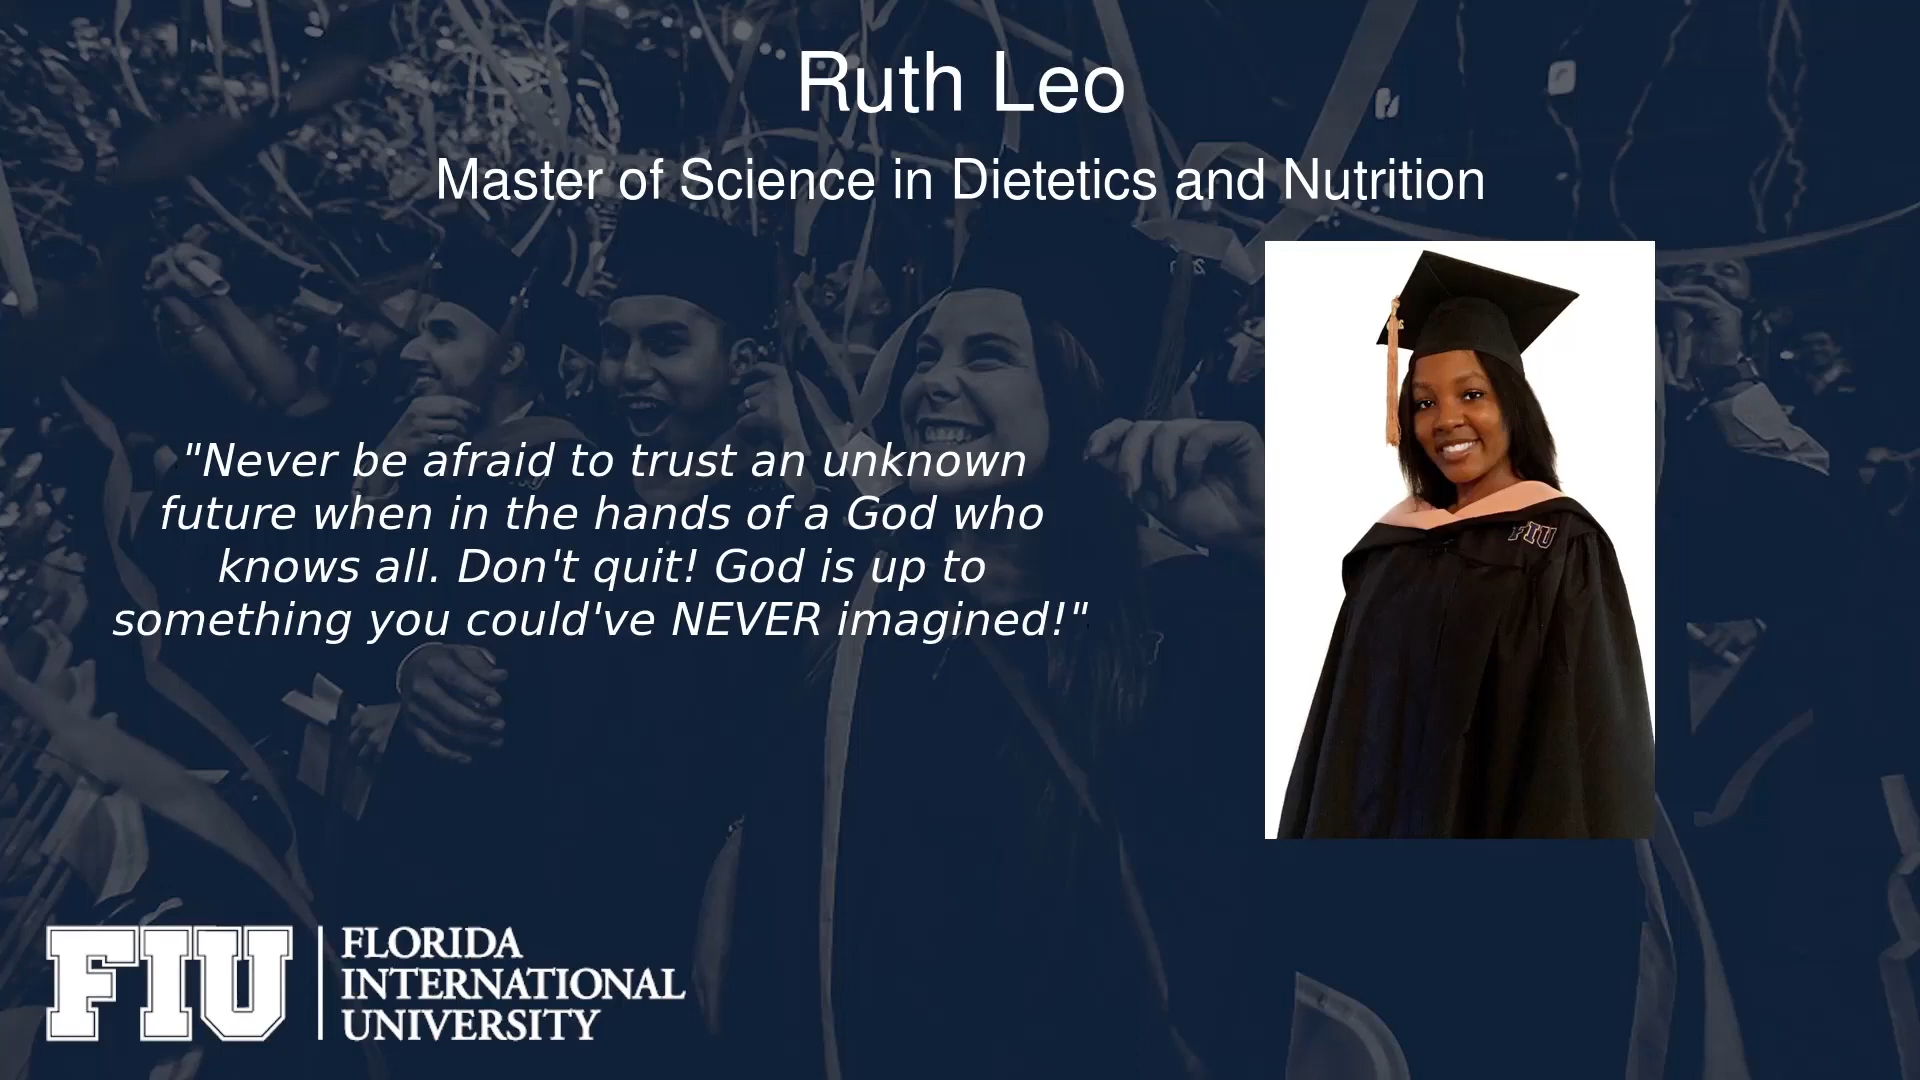 Ruth Leo
Master of Science in Dietetics and Nutrition
"Never be afraid to trust an unknown
future when in the hands of a God who
knows all. Don't quit! God is up to
something you could've NEVER imagined!"
FIU
FIU
FLORIDA
INTERNATIONAL
UNIVERSITY